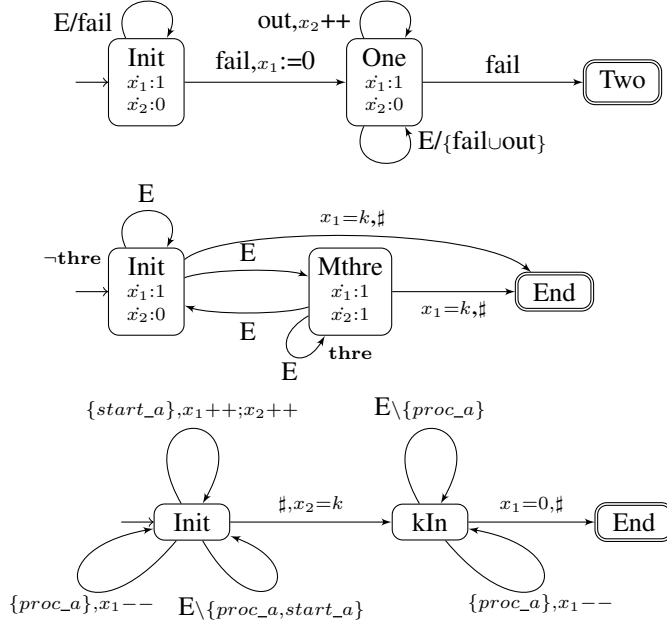 E/fail
out,x₂++
Init
ẋ₁:1
ẋ₂:0
fail,x₁:=0
One
ẋ₁:1
ẋ₂:0
fail
Two
E/{fail∪out}
E
x₁=k,♯
¬thre
Init
ẋ₁:1
ẋ₂:0
E
Mthre
ẋ₁:1
ẋ₂:1
End
x₁=k,♯
E
thre
E
{start_a},x₁++;x₂++
E\{proc_a}
Init
♯,x₂=k
kIn
x₁=0,♯
End
{proc_a},x₁--
E\{proc_a,start_a}
{proc_a},x₁--